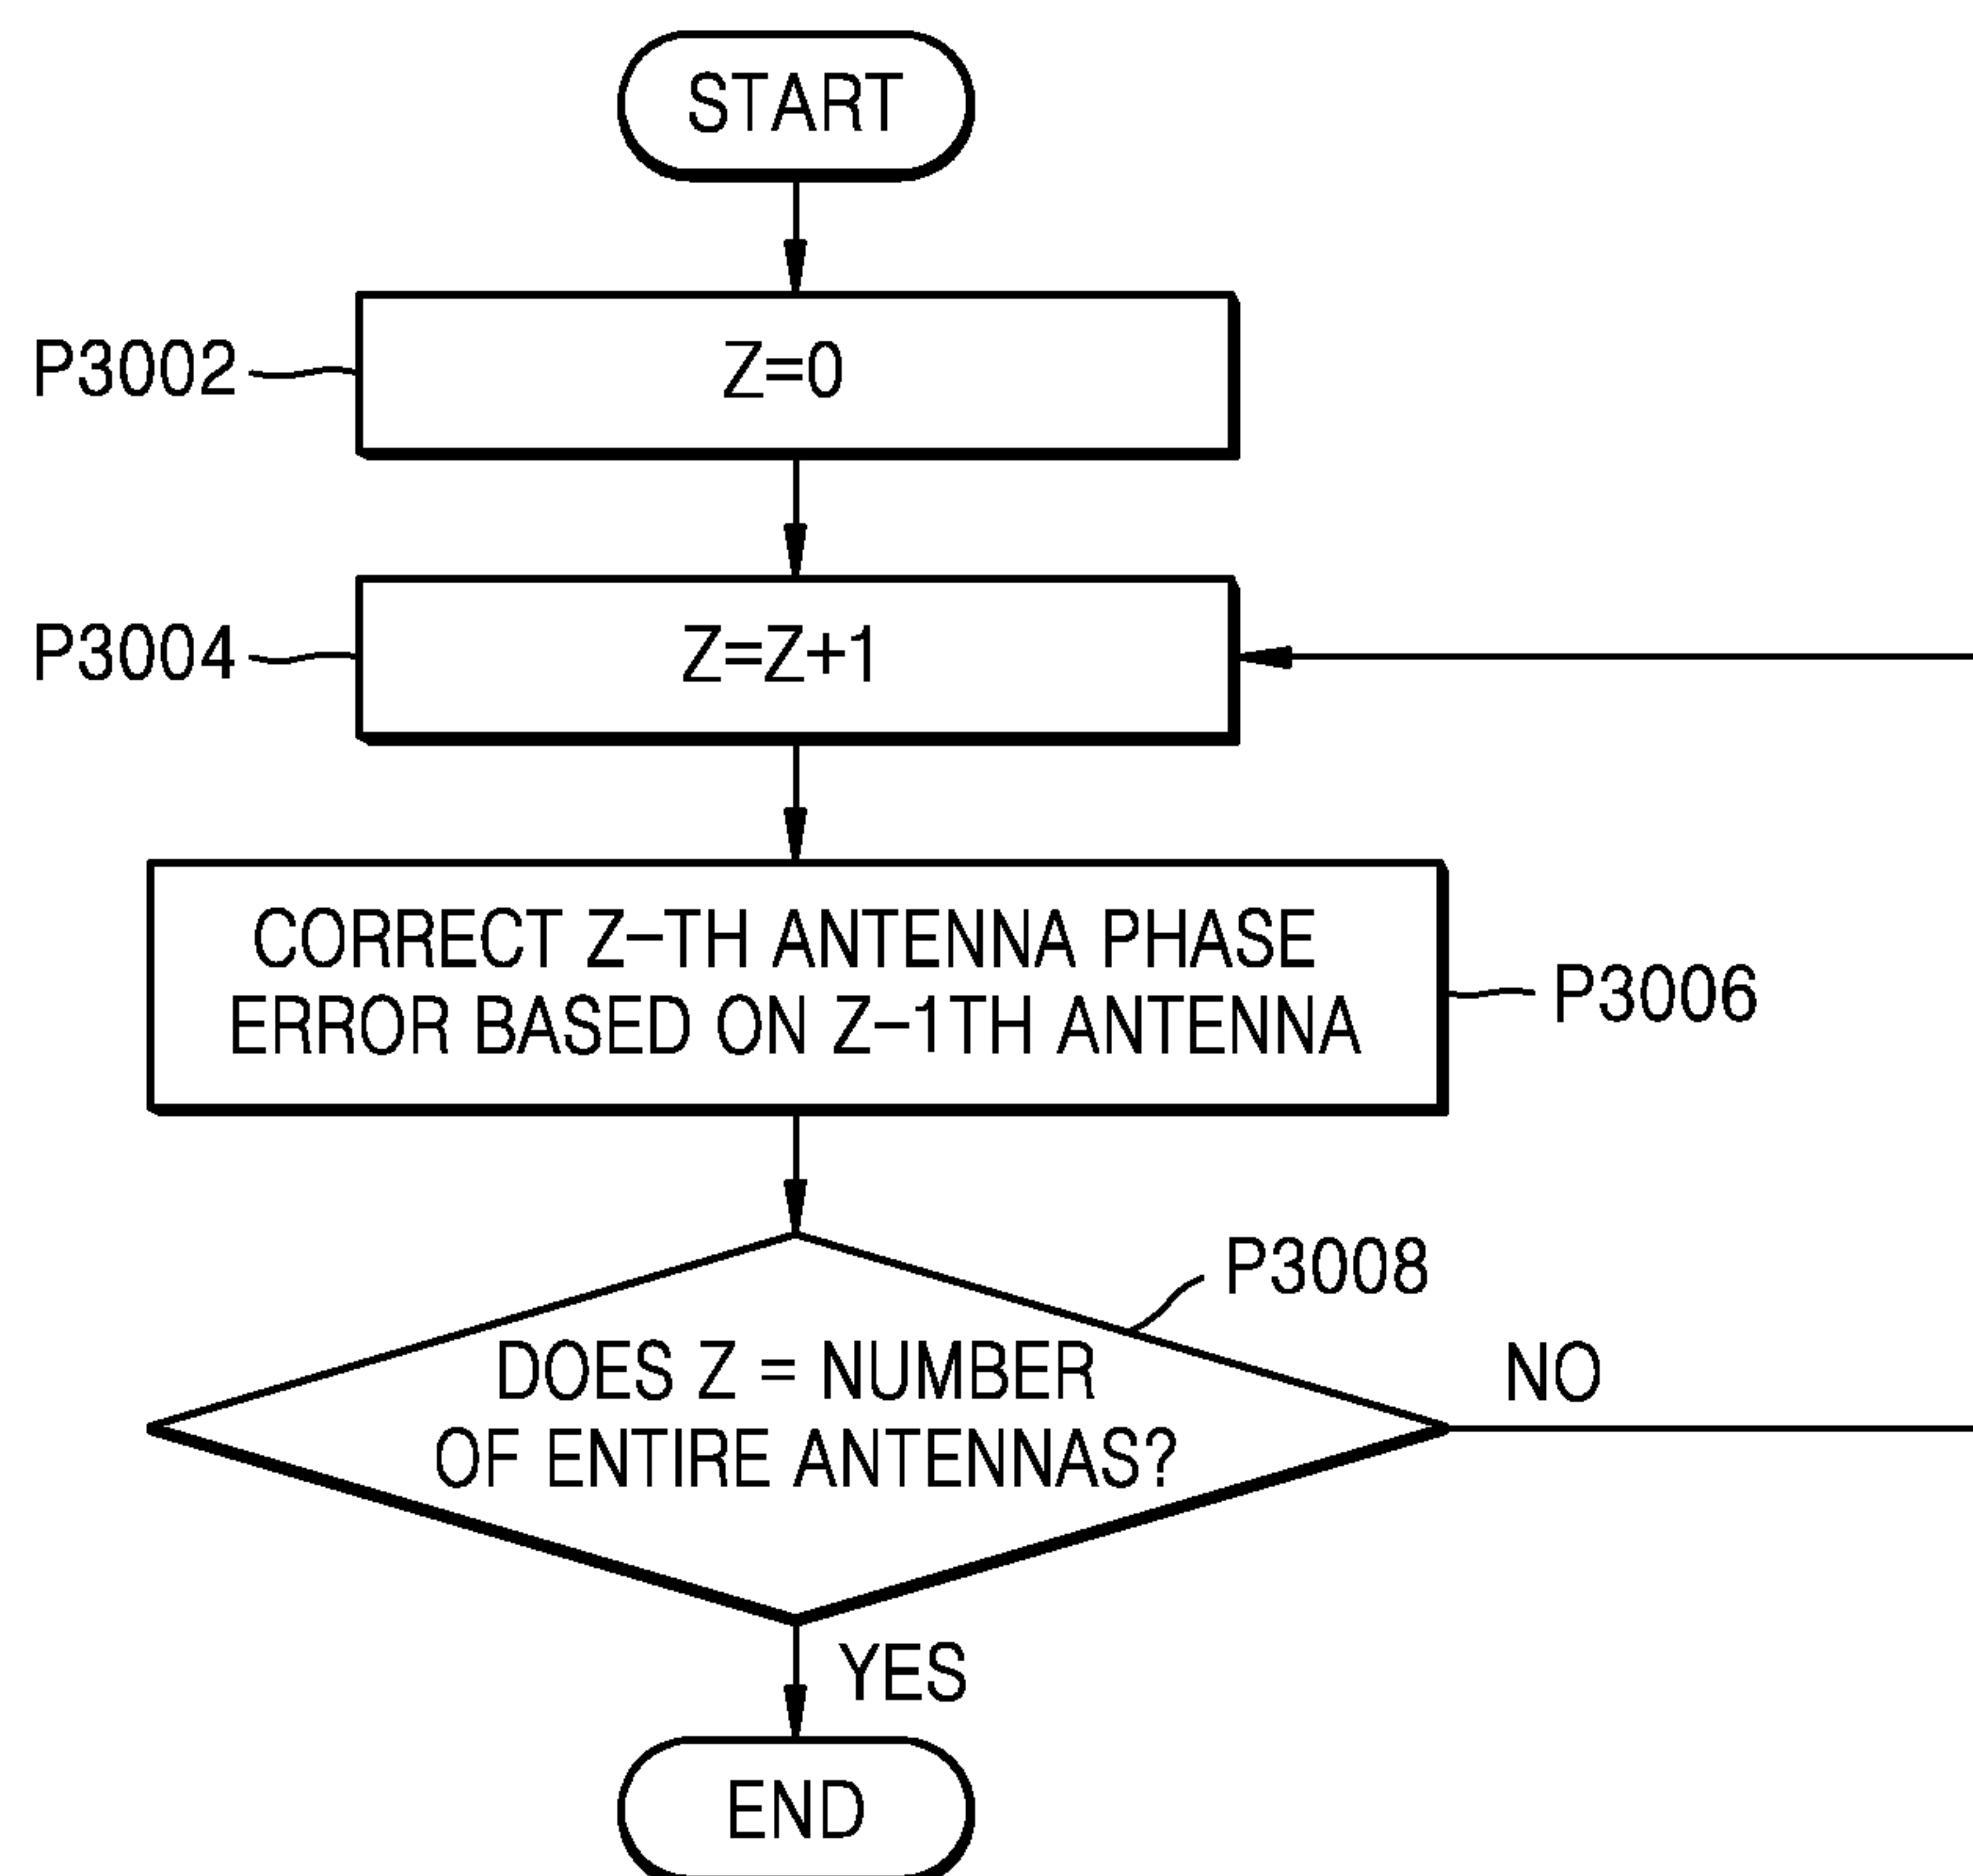 START
P3002
Z=0
P3004
Z=Z+1
CORRECT Z-TH ANTENNA PHASE
ERROR BASED ON Z-1TH ANTENNA
P3006
P3008
DOES Z = NUMBER
OF ENTIRE ANTENNAS?
NO
YES
END